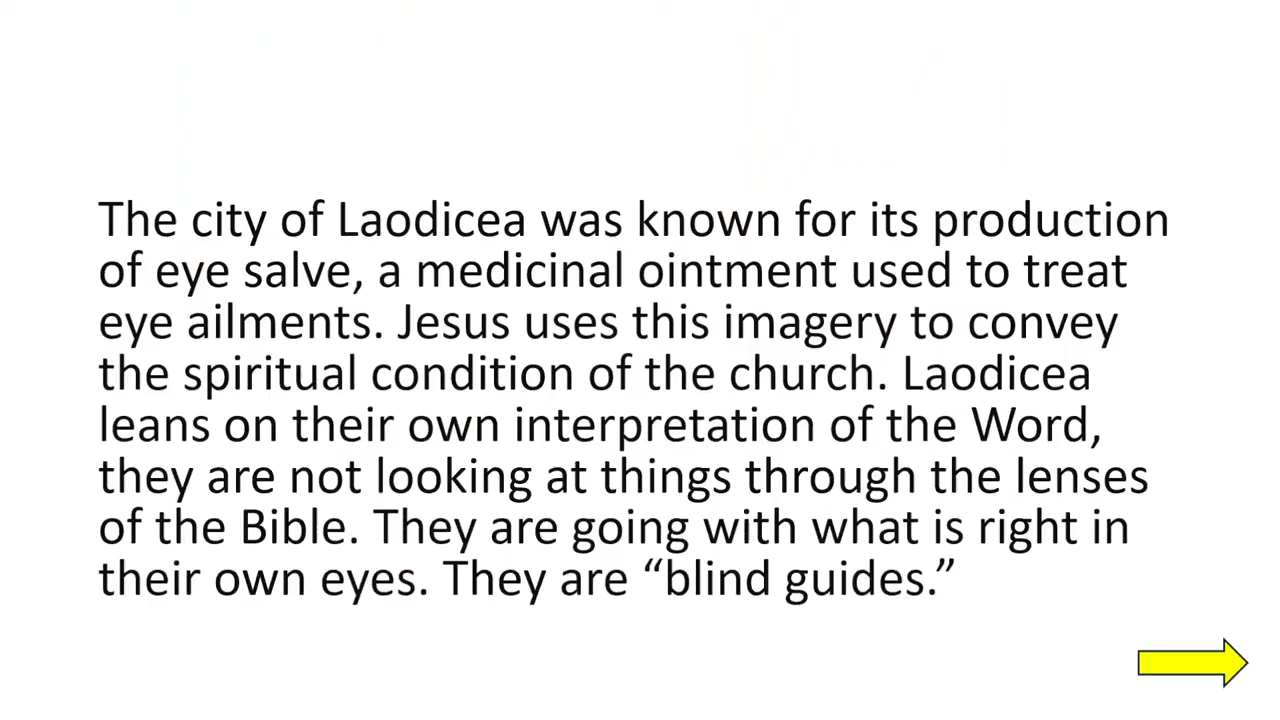 The city of Laodicea was known for its production
of eye salve, a medicinal ointment used to treat
eye ailments. Jesus uses this imagery to convey
the spiritual condition of the church. Laodicea
leans on their own interpretation of the Word,
they are not looking at things through the lenses
of the Bible. They are going with what is right in
their own eyes. They are “blind guides.”